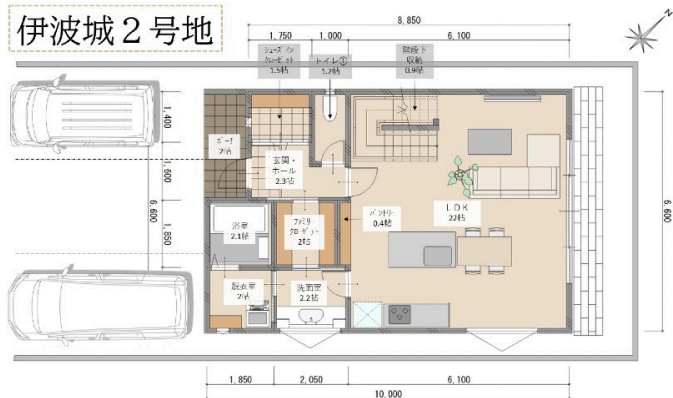 伊波城２号地
8,850
1,750
1,000
6,100
シューズイン
クローゼット
1.5帖
トイレ①
1.2帖
階段下
収納
0.9帖
N
1,400
1,600
1,850
6,600
ポーチ
2帖
玄関・
ホール
2.3帖
浴室
2.1帖
ファミリー
クローゼット
2帖
パントリー
0.4帖
LDK
22帖
脱衣室
2帖
洗面室
2.2帖
6,600
1,850
2,050
6,100
10,000